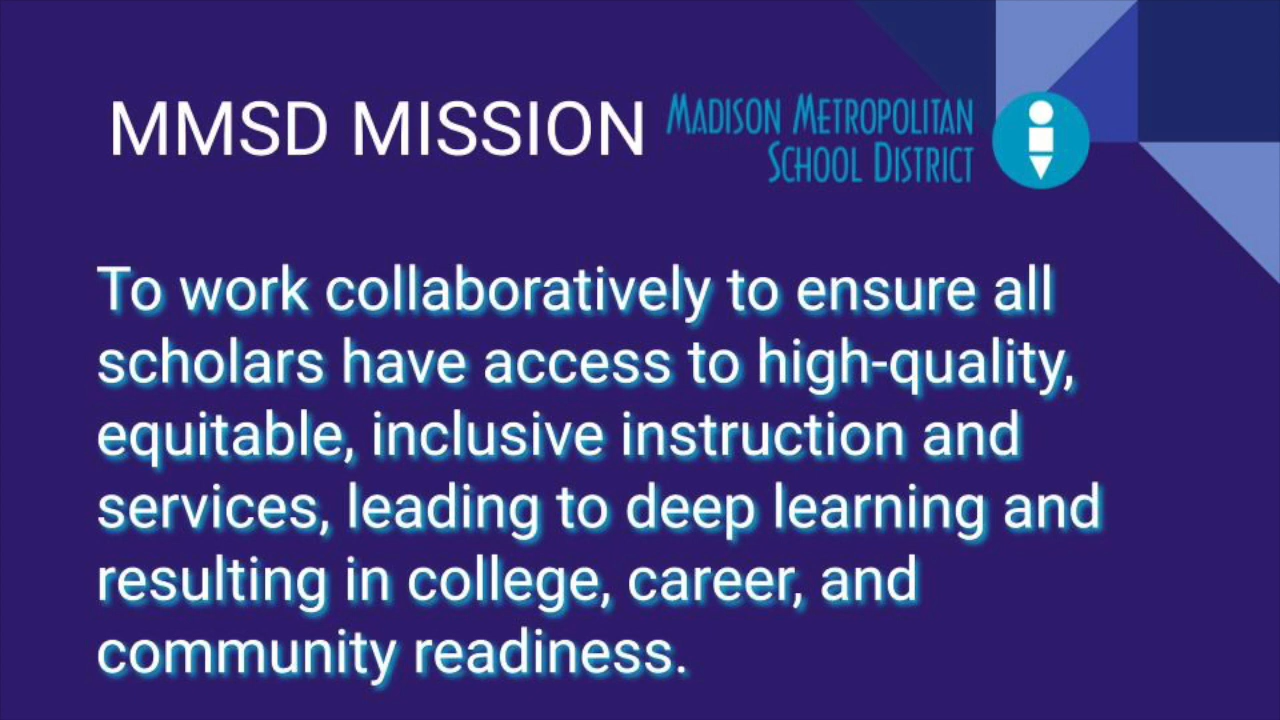 MMSD MISSION
MADISON METROPOLITAN
SCHOOL DISTRICT
To work collaboratively to ensure all
scholars have access to high-quality,
equitable, inclusive instruction and
services, leading to deep learning and
resulting in college, career, and
community readiness.